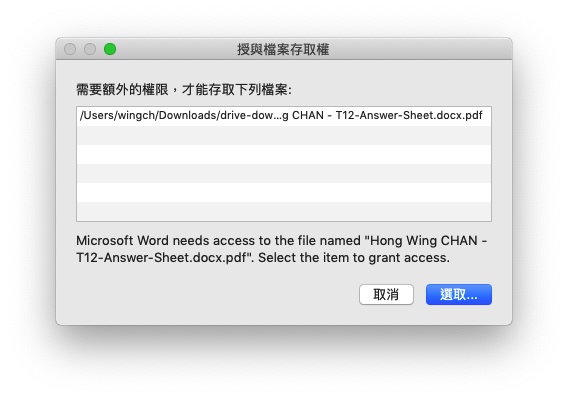 授與檔案存取權
需要額外的權限，才能存取下列檔案:
/Users/wingch/Downloads/drive-dow...g CHAN - T12-Answer-Sheet.docx.pdf
Microsoft Word needs access to the file named "Hong Wing CHAN -
T12-Answer-Sheet.docx.pdf". Select the item to grant access.
取消
選取...